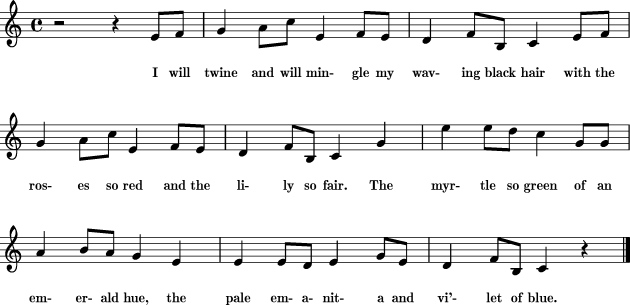 I will twine and will min- gle my wav- ing black hair with the
ros- es so red and the li- ly so fair. The myr- tle so green of an
em- er- ald hue, the pale em- a- nit- a and vi'- let of blue.